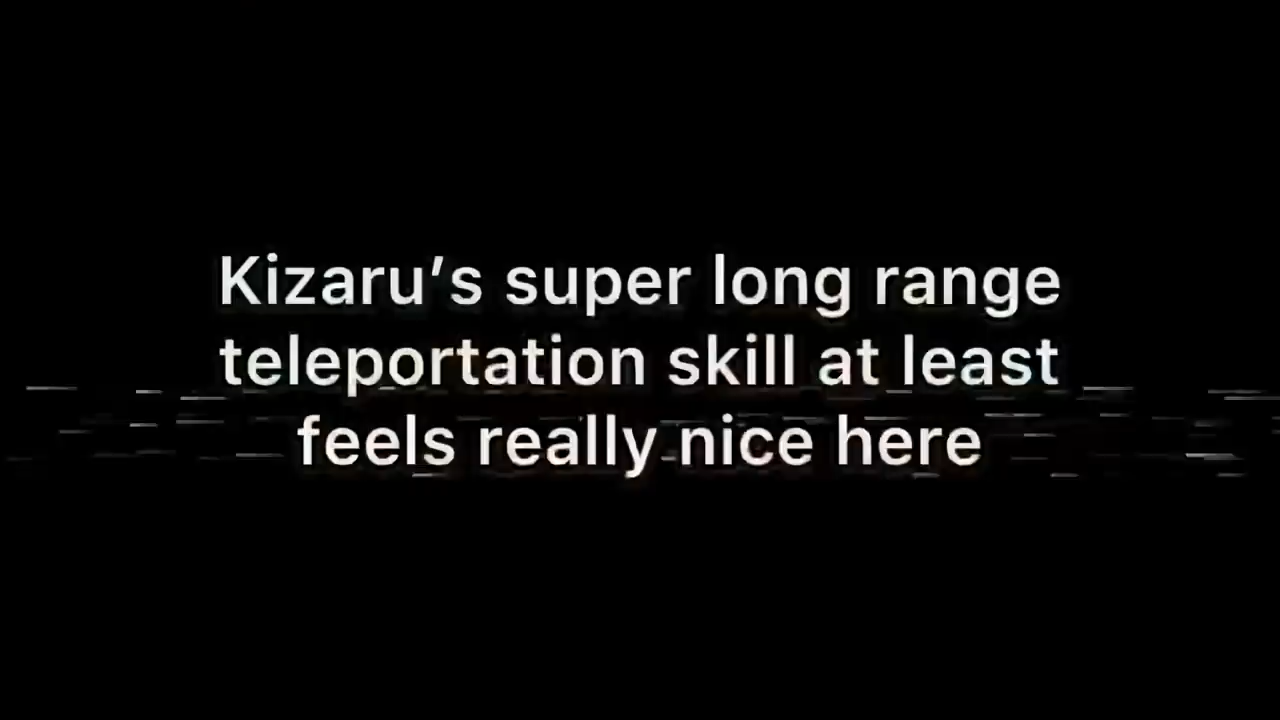 Kizaru’s super long range
teleportation skill at least
feels really nice here